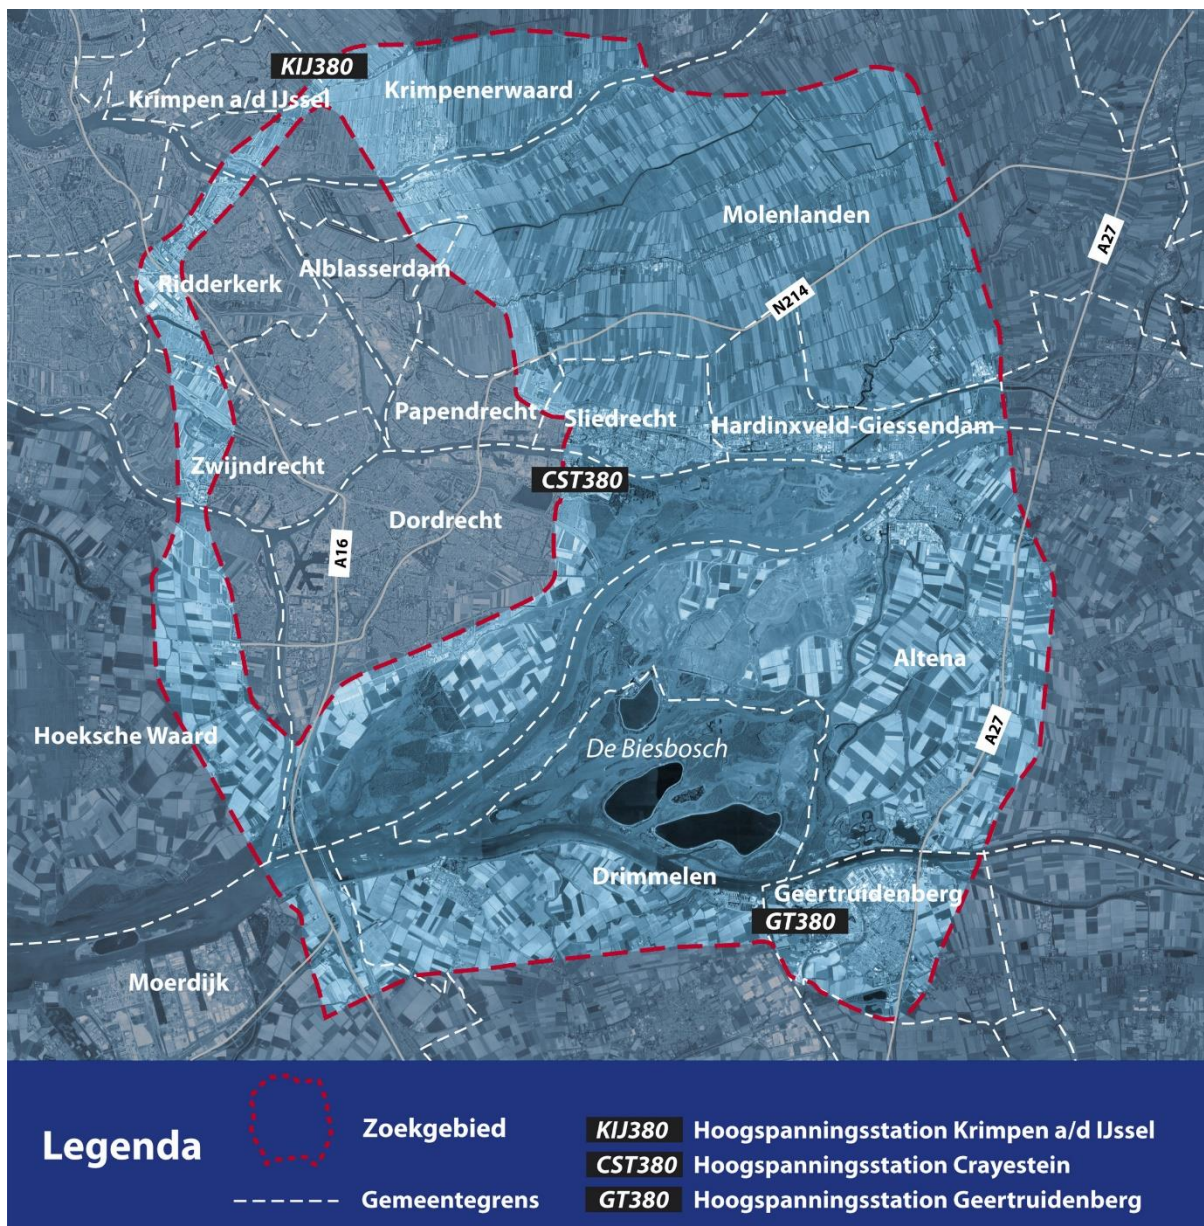 KIJ380
Krimpen a/d IJssel
Krimpenerwaard
Molenlanden
A27
Ridderkerk
Alblasserdam
N214
Papendrecht
Sliedrecht
Hardinxveld-Giessendam
Zwijndrecht
CST380
Dordrecht
A16
Altena
Hoeksche Waard
De Biesbosch
A27
Drimmelen
Geertruidenberg
GT380
Moerdijk
Legenda
Zoekgebied
Gemeentegrens
KIJ380 Hoogspanningsstation Krimpen a/d IJssel
CST380 Hoogspanningsstation Crayestein
GT380 Hoogspanningsstation Geertruidenberg